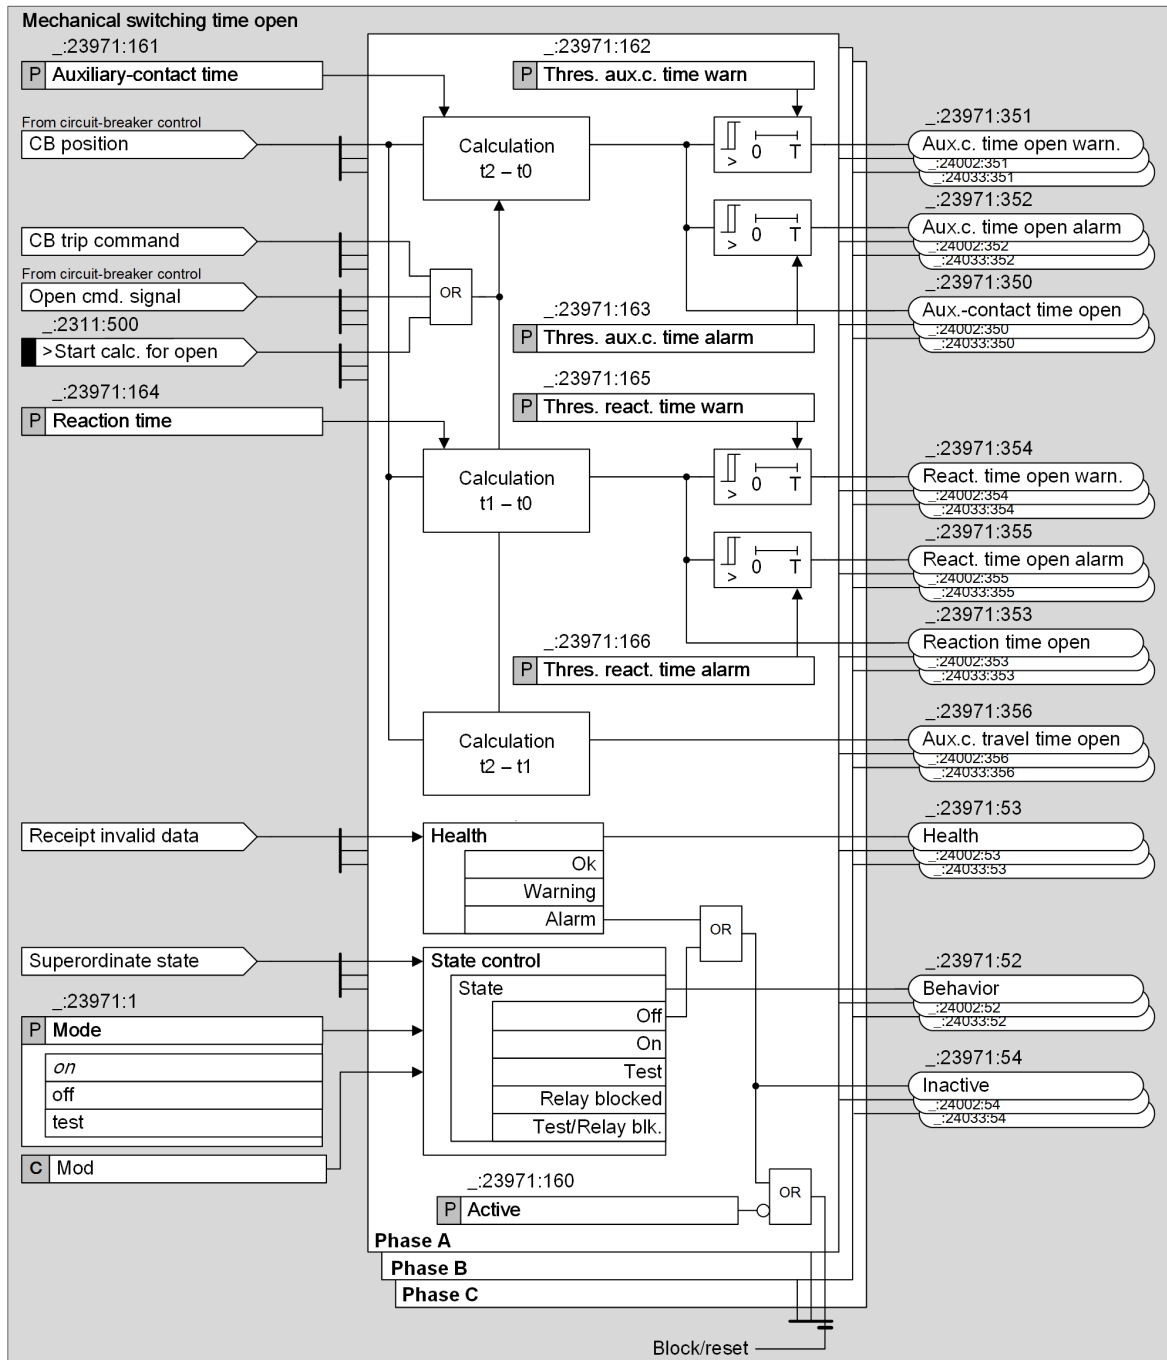 Mechanical switching time open
_:23971:161
P Auxiliary-contact time
_:23971:162
P Thres. aux.c. time warn
From circuit-breaker control
CB position
Calculation
t2 – t0
> 0 T
_:23971:351
Aux.c. time open warn.
_:24002:351
_:24033:351
CB trip command
> 0 T
_:23971:352
Aux.c. time open alarm
_:24002:352
_:24033:352
From circuit-breaker control
Open cmd. signal
OR
_:23971:350
Aux.-contact time open
_:24002:350
_:24033:350
_:2311:500
>Start calc. for open
_:23971:163
P Thres. aux.c. time alarm
_:23971:164
P Reaction time
_:23971:165
P Thres. react. time warn
Calculation
t1 – t0
> 0 T
_:23971:354
React. time open warn.
_:24002:354
_:24033:354
> 0 T
_:23971:355
React. time open alarm
_:24002:355
_:24033:355
_:23971:166
P Thres. react. time alarm
_:23971:353
Reaction time open
_:24002:353
_:24033:353
Calculation
t2 – t1
_:23971:356
Aux.c. travel time open
_:24002:356
_:24033:356
Receipt invalid data
Health
Ok
Warning
Alarm
_:23971:53
Health
_:24002:53
_:24033:53
OR
Superordinate state
State control
State
Off
On
Test
Relay blocked
Test/Relay blk.
_:23971:52
Behavior
_:24002:52
_:24033:52
_:23971:1
P Mode
on
off
test
C Mod
_:23971:54
Inactive
_:24002:54
_:24033:54
_:23971:160
P Active
OR
Phase A
Phase B
Phase C
Block/reset